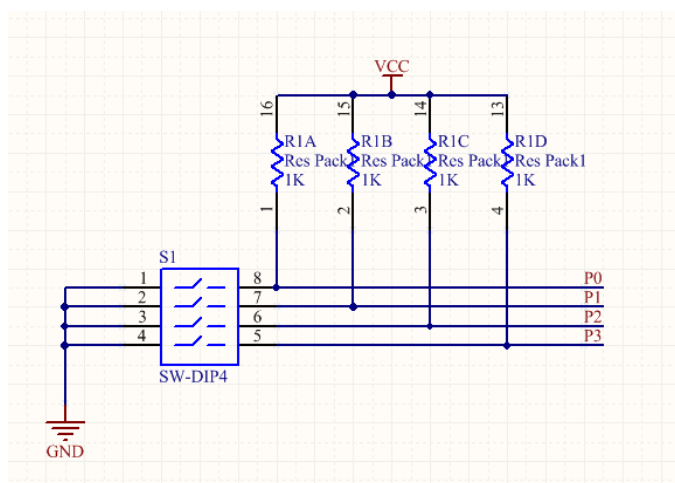 VCC
16 15 14 13
R1A R1B R1C R1D
Res Pack1 Res Pack1 Res Pack1 Res Pack1
1K 1K 1K 1K
1 2 3 4
S1
1 8 P0
2 7 P1
3 6 P2
4 5 P3
SW-DIP4
GND